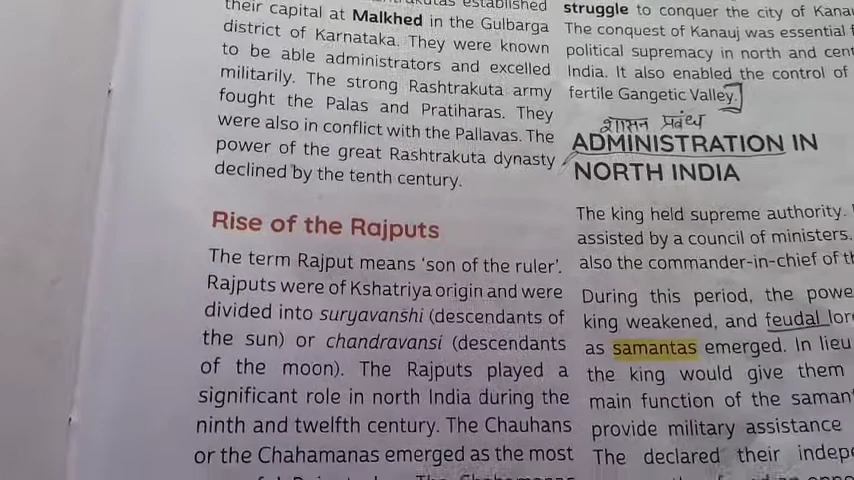 their capital at Malkhed in the Gulbarga
district of Karnataka. They were known
to be able administrators and excelled
militarily. The strong Rashtrakuta army
fought the Palas and Pratiharas. They
were also in conflict with the Pallavas. The
power of the great Rashtrakuta dynasty
declined by the tenth century.
Rise of the Rajputs
The term Rajput means ‘son of the ruler’.
Rajputs were of Kshatriya origin and were
divided into suryavanshi (descendants of
the sun) or chandravansi (descendants
of the moon). The Rajputs played a
significant role in north India during the
ninth and twelfth century. The Chauhans
or the Chahamanas emerged as the most
struggle to conquer the city of
The conquest of Kanauj was essential
political supremacy in north and
India. It also enabled the control of
fertile Gangetic Valley.
शासन प्रबंध
ADMINISTRATION IN
NORTH INDIA
The king held supreme authority.
assisted by a council of ministers.
also the commander-in-chief of
During this period, the
king weakened, and feudal
as samantas emerged. In lieu
the king would give them
main function of the
provide military assistance
The declared their